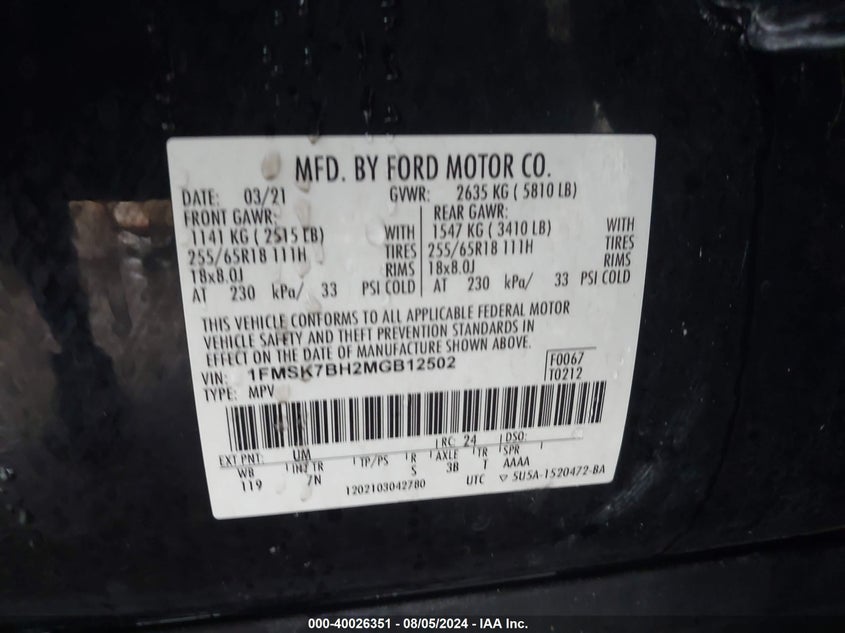 MFD. BY FORD MOTOR CO.
DATE: 03/21 GVWR: 2635 KG ( 5810 LB)
FRONT GAWR: REAR GAWR:
1141 KG ( 2515 LB) WITH 1547 KG ( 3410 LB) WITH
255/65R18 111H TIRES 255/65R18 111H TIRES
18x8.0J RIMS 18x8.0J RIMS
AT 230 kPa/ 33 PSI COLD AT 230 kPa/ 33 PSI COLD
THIS VEHICLE CONFORMS TO ALL APPLICABLE FEDERAL MOTOR
VEHICLE SAFETY AND THEFT PREVENTION STANDARDS IN
EFFECT ON THE DATE OF MANUFACTURE SHOWN ABOVE.
VIN: 1FMSK7BH2MGB12502 F0067
TYPE: MPV T0212
EXT PNT: UM RC: 24 DSO:
WB INT TR TP/PS R AXLE TR SPR
119 7N S 3B T AAAA
1202103042780 UTC ▽ 5U5A-1520472-BA
000-40026351 - 08/05/2024 - IAA Inc.